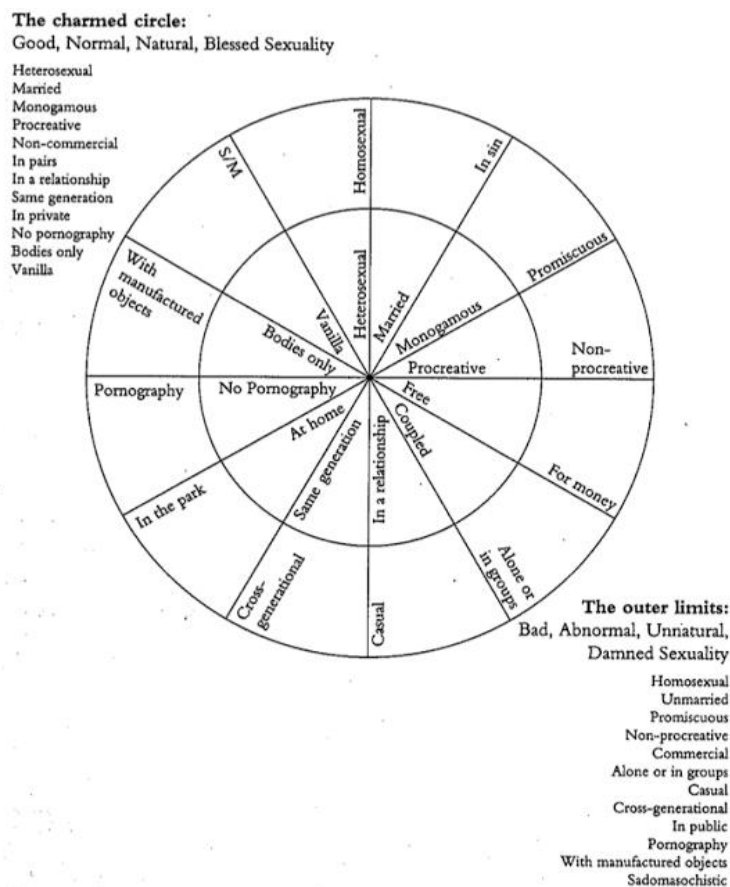 The charmed circle:
Good, Normal, Natural, Blessed Sexuality
Heterosexual
Married
Monogamous
Procreative
Non-commercial
In pairs
In a relationship
Same generation
In private
No pornography
Bodies only
Vanilla
Homosexual
In sin
Promiscuous
Non-
procreative
For money
Alone or
in groups
Casual
Cross-
generational
In the park
Pornography
With
manufactured
objects
S/M
Heterosexual
Married
Monogamous
Procreative
Free
Coupled
In a relationship
Same generation
At home
No Pornography
Bodies only
Vanilla
The outer limits:
Bad, Abnormal, Unnatural,
Damned Sexuality
Homosexual
Unmarried
Promiscuous
Non-procreative
Commercial
Alone or in groups
Casual
Cross-generational
In public
Pornography
With manufactured objects
Sadomasochistic